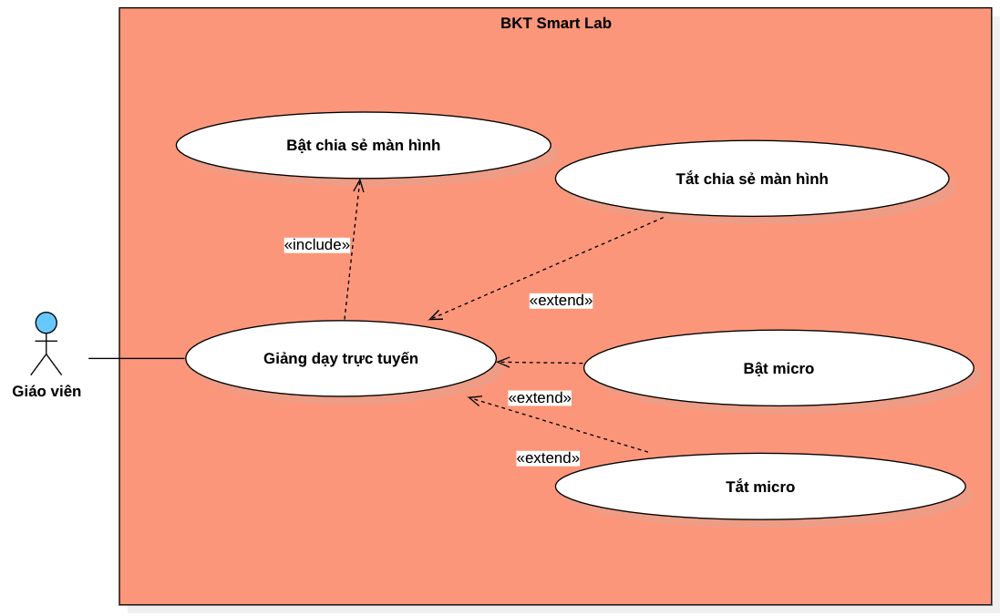 BKT Smart Lab
Bật chia sẻ màn hình
Tắt chia sẻ màn hình
«include»
«extend»
Giảng dạy trực tuyến
Bật micro
Giáo viên
«extend»
«extend»
Tắt micro